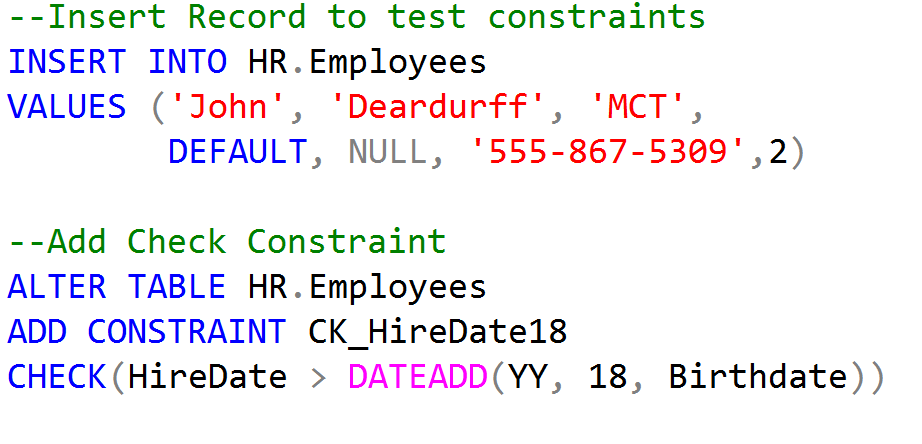 --Insert Record to test constraints
INSERT INTO HR.Employees
VALUES ('John', 'Deardurff', 'MCT',
DEFAULT, NULL, '555-867-5309',2)
--Add Check Constraint
ALTER TABLE HR.Employees
ADD CONSTRAINT CK_HireDate18
CHECK(HireDate > DATEADD(YY, 18, Birthdate))